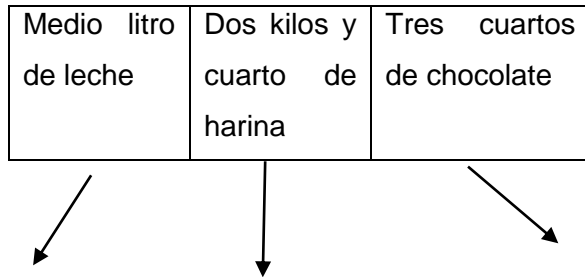 Medio litro
de leche
Dos kilos y
cuarto de
harina
Tres cuartos
de chocolate